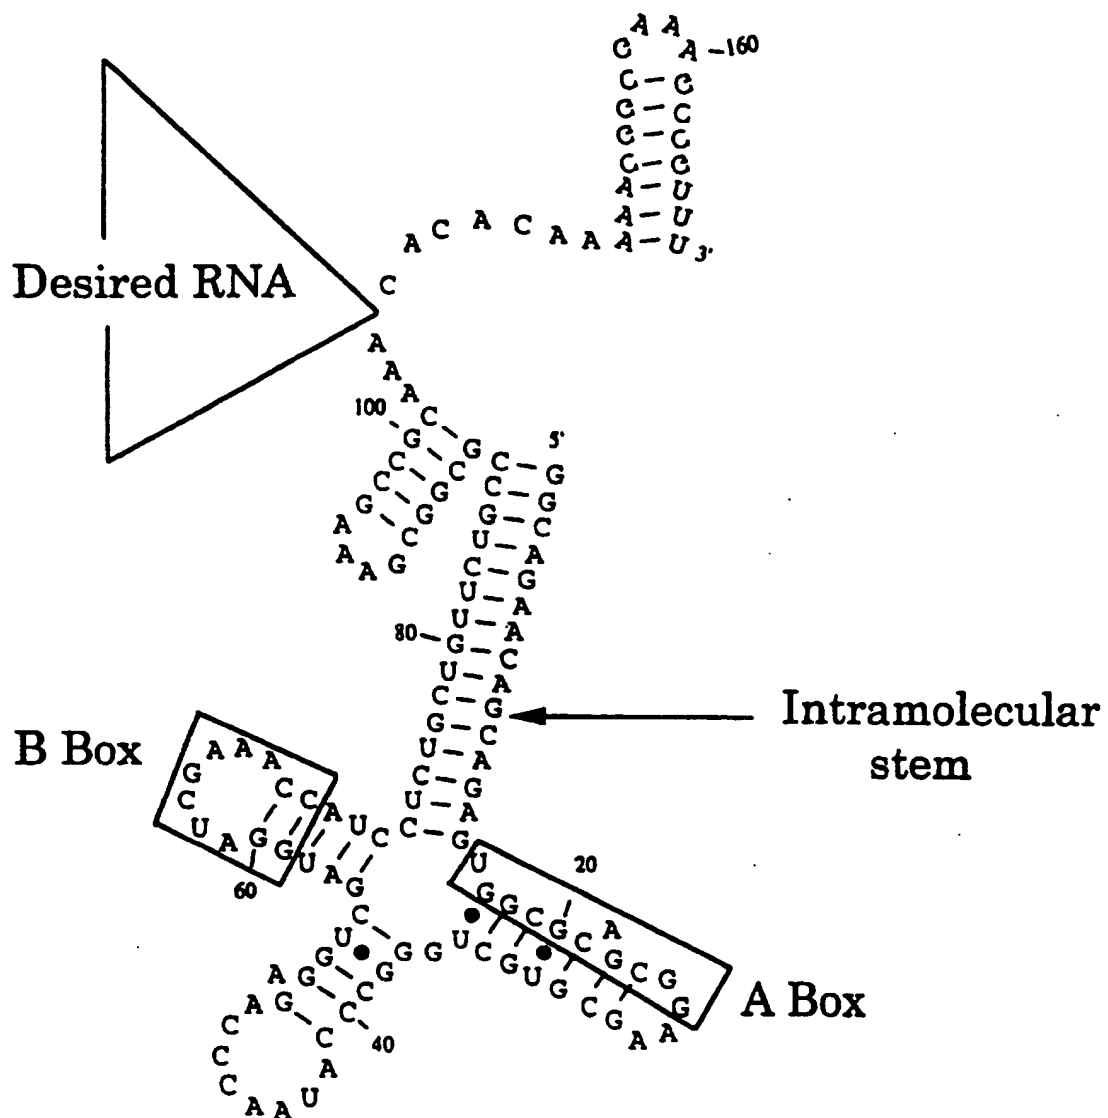 A A
C A –160
C C
C C
C C
C C
A U
A U
A U 3'
C A C A C A A
Desired RNA
A A A C
100
G C C G A A A G C G G C G
5'
C G
C G
G C
U A
C G
U A
U A
80 G C
U A
C G
G C
U A
C G
U A
C G
Intramolecular
stem
B Box
C U A C C A A A G C U A G G U A G
60
C U G G A G A C C C A A U A C C C G G G U C G U G C G A A
40
U G G C G C A G C G G
20
A Box